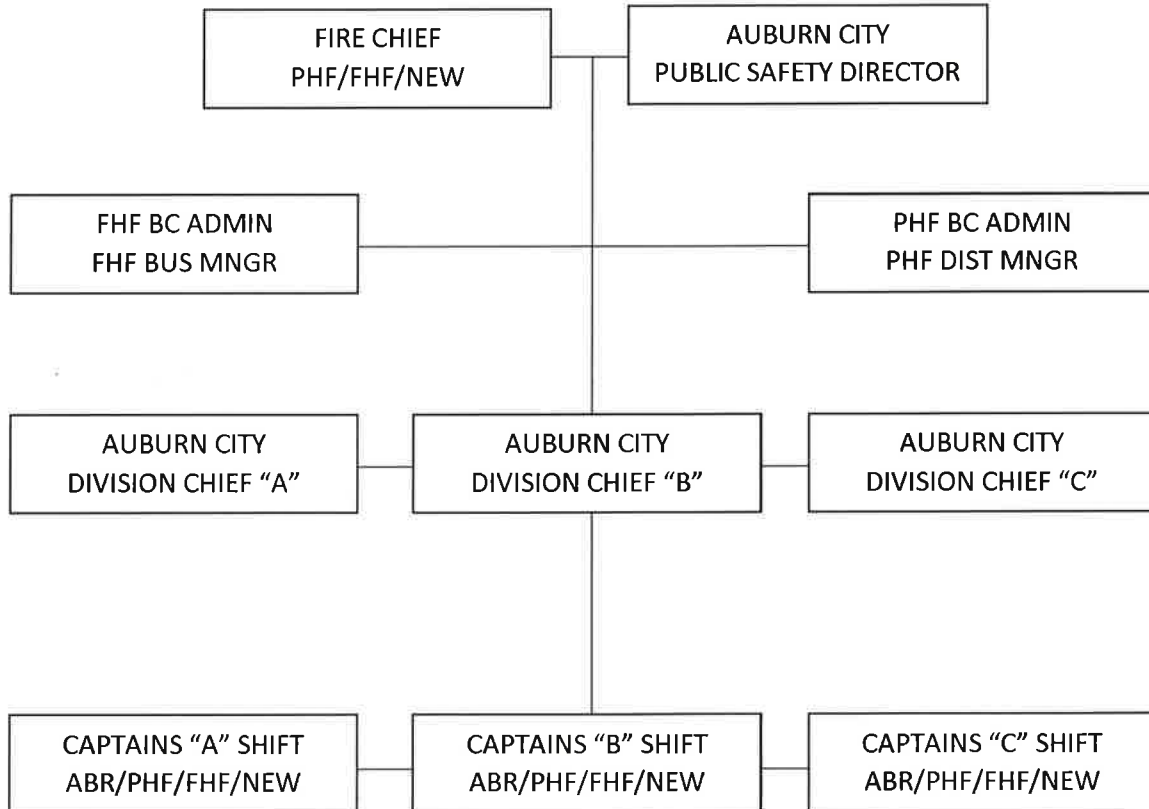 FIRE CHIEF
PHF/FHF/NEW
AUBURN CITY
PUBLIC SAFETY DIRECTOR
FHF BC ADMIN
FHF BUS MNGR
PHF BC ADMIN
PHF DIST MNGR
AUBURN CITY
DIVISION CHIEF “A”
AUBURN CITY
DIVISION CHIEF “B”
AUBURN CITY
DIVISION CHIEF “C”
CAPTAINS “A” SHIFT
ABR/PHF/FHF/NEW
CAPTAINS “B” SHIFT
ABR/PHF/FHF/NEW
CAPTAINS “C” SHIFT
ABR/PHF/FHF/NEW